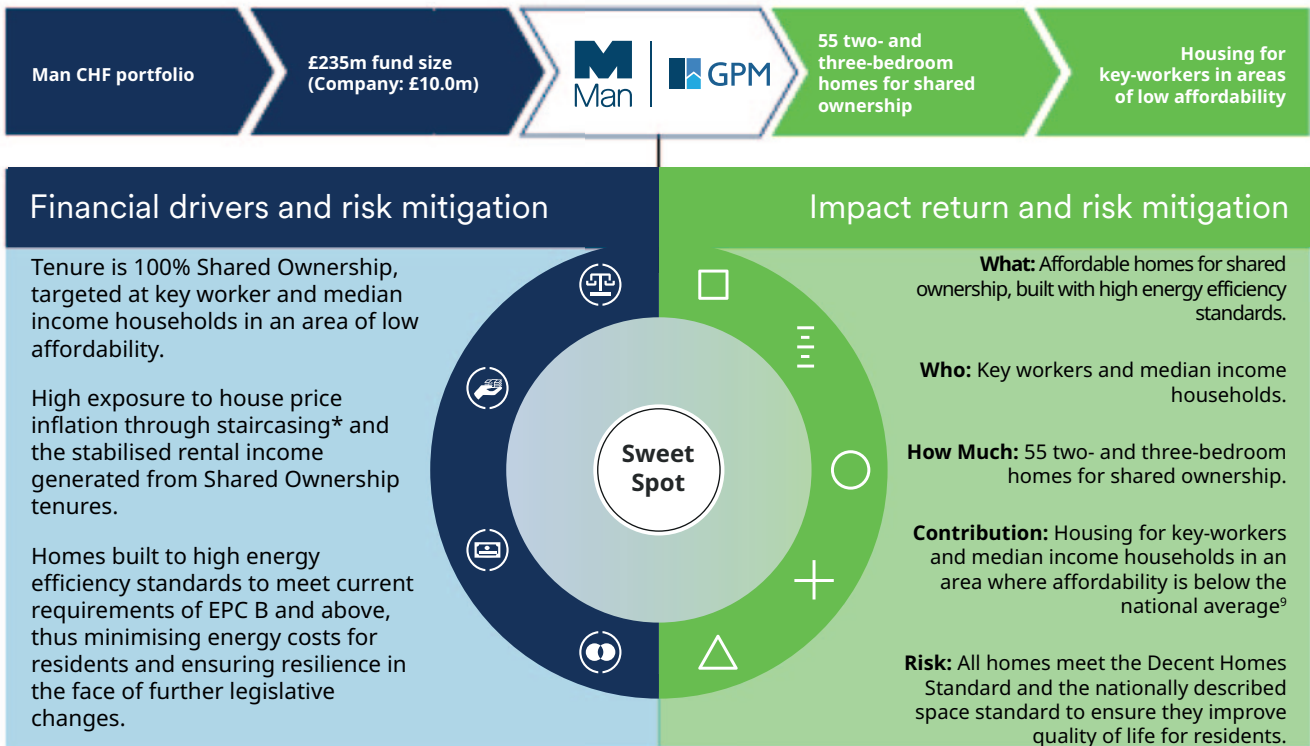 Man CHF portfolio
£235m fund size
(Company: £10.0m)
M
Man
GPM
55 two- and
three-bedroom
homes for shared
ownership
Housing for
key-workers in areas
of low affordability
Financial drivers and risk mitigation
Tenure is 100% Shared Ownership,
targeted at key worker and median
income households in an area of low
affordability.
High exposure to house price
inflation through staircasing* and
the stabilised rental income
generated from Shared Ownership
tenures.
Homes built to high energy
efficiency standards to meet current
requirements of EPC B and above,
thus minimising energy costs for
residents and ensuring resilience in
the face of further legislative
changes.
Sweet
Spot
Impact return and risk mitigation
What: Affordable homes for shared
ownership, built with high energy efficiency
standards.
Who: Key workers and median income
households.
How Much: 55 two- and three-bedroom
homes for shared ownership.
Contribution: Housing for key-workers
and median income households in an
area where affordability is below the
national average⁹
Risk: All homes meet the Decent Homes
Standard and the nationally described
space standard to ensure they improve
quality of life for residents.